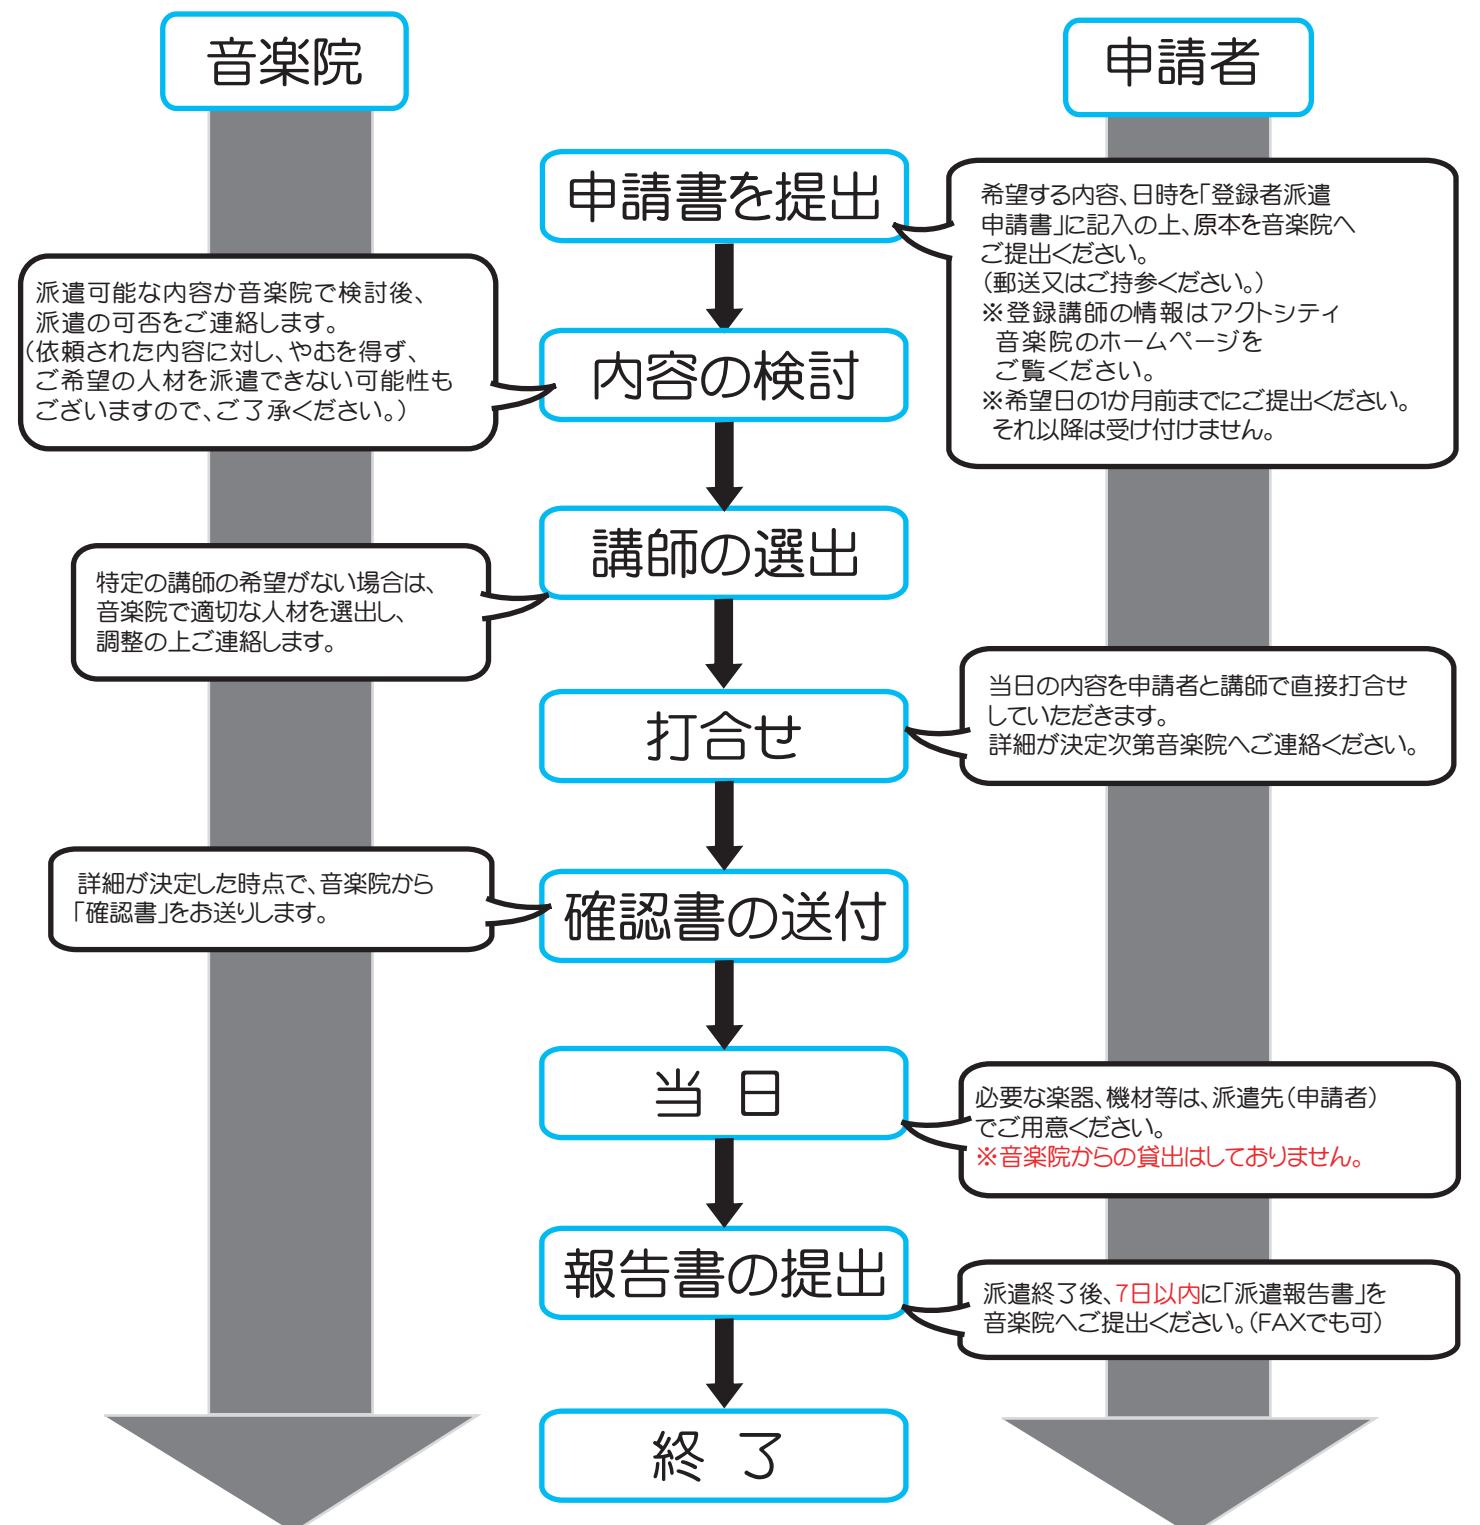 音楽院
申請者
申請書を提出
希望する内容、日時を「登録者派遣
申請書」に記入の上、原本を音楽院へ
ご提出ください。
（郵送又はご持参ください。）
※登録講師の情報はアクトシティ
音楽院のホームページを
ご覧ください。
※希望日の1か月前までにご提出ください。
それ以降は受け付けません。
派遣可能な内容か音楽院で検討後、
派遣の可否をご連絡します。
（依頼された内容に対し、やむを得ず、
ご希望の人材を派遣できない可能性も
ございますので、ご了承ください。）
内容の検討
講師の選出
特定の講師の希望がない場合は、
音楽院で適切な人材を選出し、
調整の上ご連絡します。
打合せ
当日の内容を申請者と講師で直接打合せ
していただきます。
詳細が決定次第音楽院へご連絡ください。
詳細が決定した時点で、音楽院から
「確認書」をお送りします。
確認書の送付
当 日
必要な楽器、機材等は、派遣先（申請者）
でご用意ください。
※音楽院からの貸出はしておりません。
報告書の提出
派遣終了後、7日以内に「派遣報告書」を
音楽院へご提出ください。（FAXでも可）
終 了